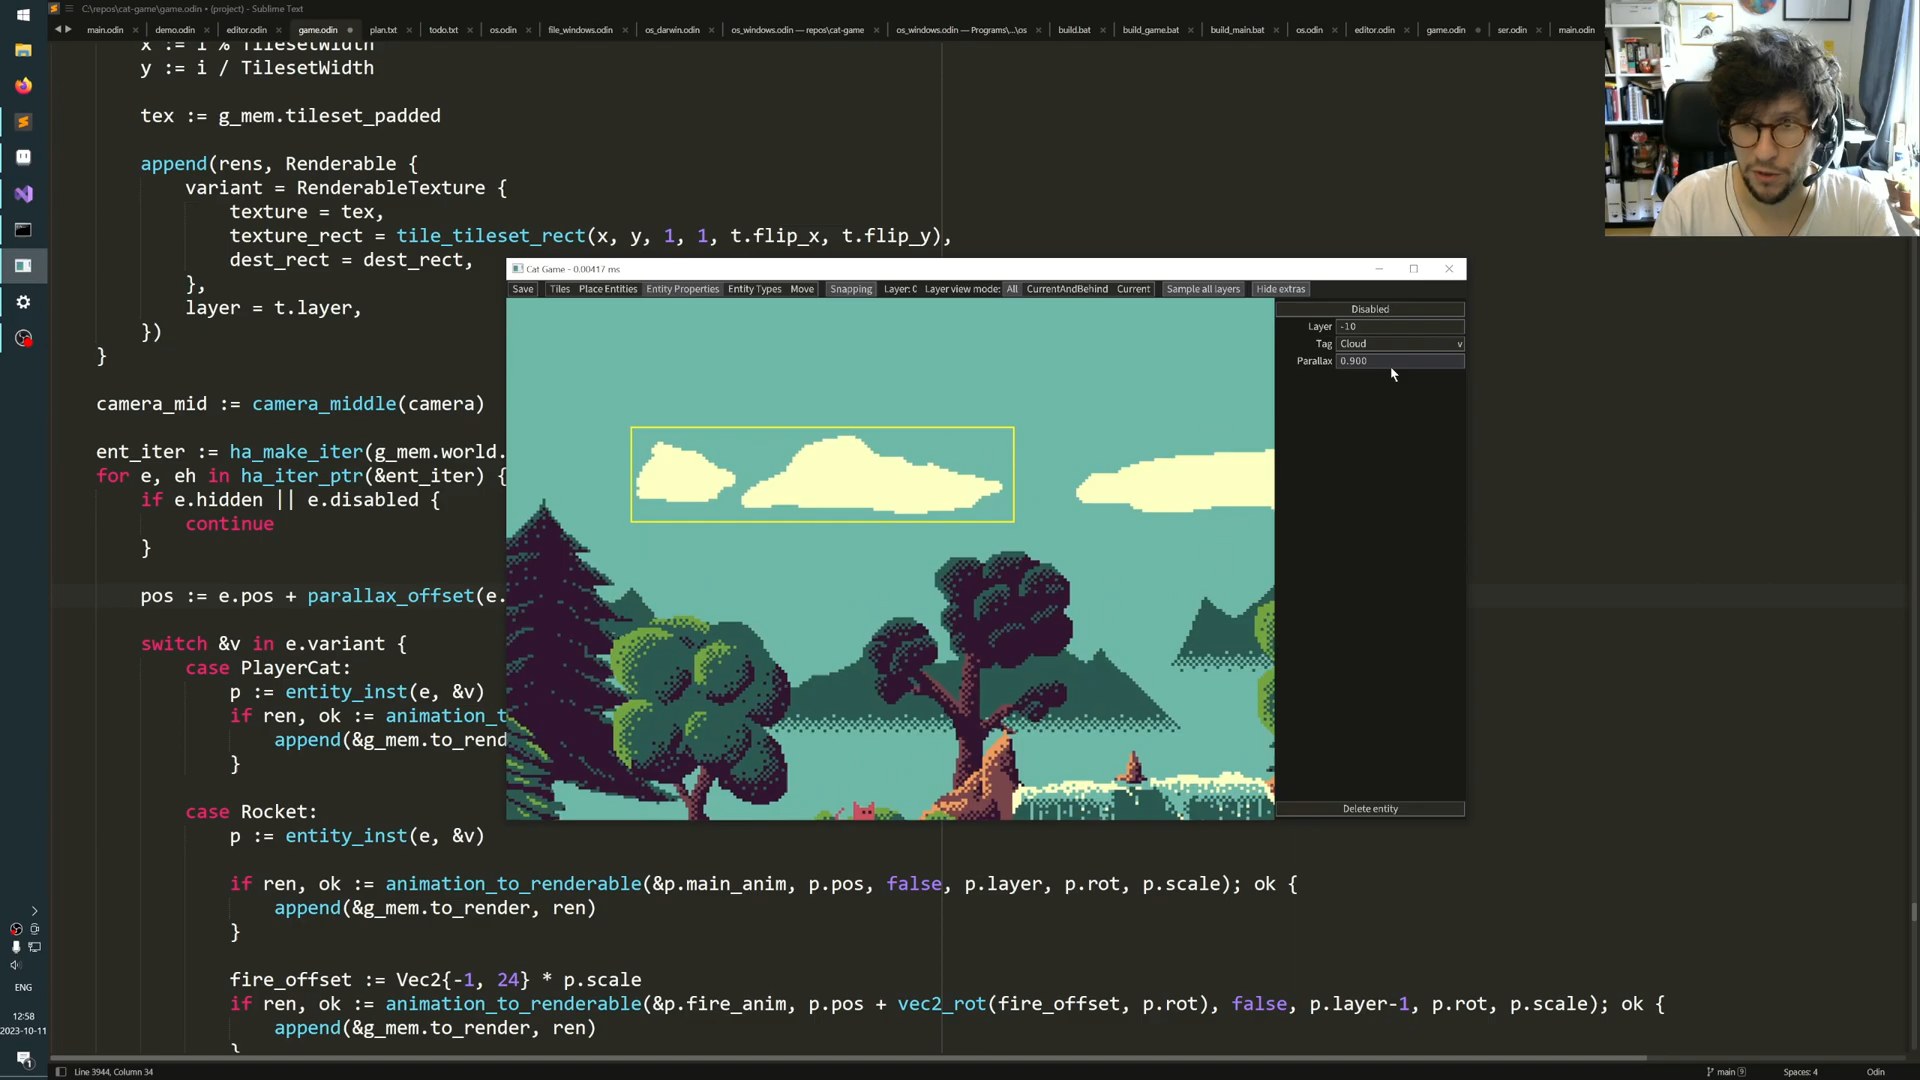 C:\repos\cat-game\game.odin • (project) - Sublime Text
main.odin demo.odin editor.odin game.odin plan.txt todo.txt os.odin file_windows.odin os_darwin.odin os_windows.odin — repos\cat-game os_windows.odin — Programs\...\os build.bat build_game.bat build_main.bat os.odin editor.odin game.odin ser.odin main.odin
x := i % TilesetWidth
y := i / TilesetWidth
tex := g_mem.tileset_padded
append(rens, Renderable {
variant = RenderableTexture {
texture = tex,
texture_rect = tile_tileset_rect(x, y, 1, 1, t.flip_x, t.flip_y),
dest_rect = dest_rect,
},
layer = t.layer,
})
}
camera_mid := camera_middle(camera)
ent_iter := ha_make_iter(g_mem.world.
for e, eh in ha_iter_ptr(&ent_iter) {
if e.hidden || e.disabled {
continue
}
pos := e.pos + parallax_offset(e.
switch &v in e.variant {
case PlayerCat:
p := entity_inst(e, &v)
if ren, ok := animation_t
append(&g_mem.to_rend
}
case Rocket:
p := entity_inst(e, &v)
if ren, ok := animation_to_renderable(&p.main_anim, p.pos, false, p.layer, p.rot, p.scale); ok {
append(&g_mem.to_render, ren)
}
fire_offset := Vec2{-1, 24} * p.scale
if ren, ok := animation_to_renderable(&p.fire_anim, p.pos + vec2_rot(fire_offset, p.rot), false, p.layer-1, p.rot, p.scale); ok {
append(&g_mem.to_render, ren)
}
Cat Game - 0.00417 ms
Save Tiles Place Entities Entity Properties Entity Types Move Snapping Layer: 0 Layer view mode: All CurrentAndBehind Current Sample all layers Hide extras
Disabled
Layer -10
Tag Cloud v
Parallax 0.900
Delete entity
ENG
12:58
2023-10-11
1
Line 3944, Column 34
main 9
Spaces: 4
Odin